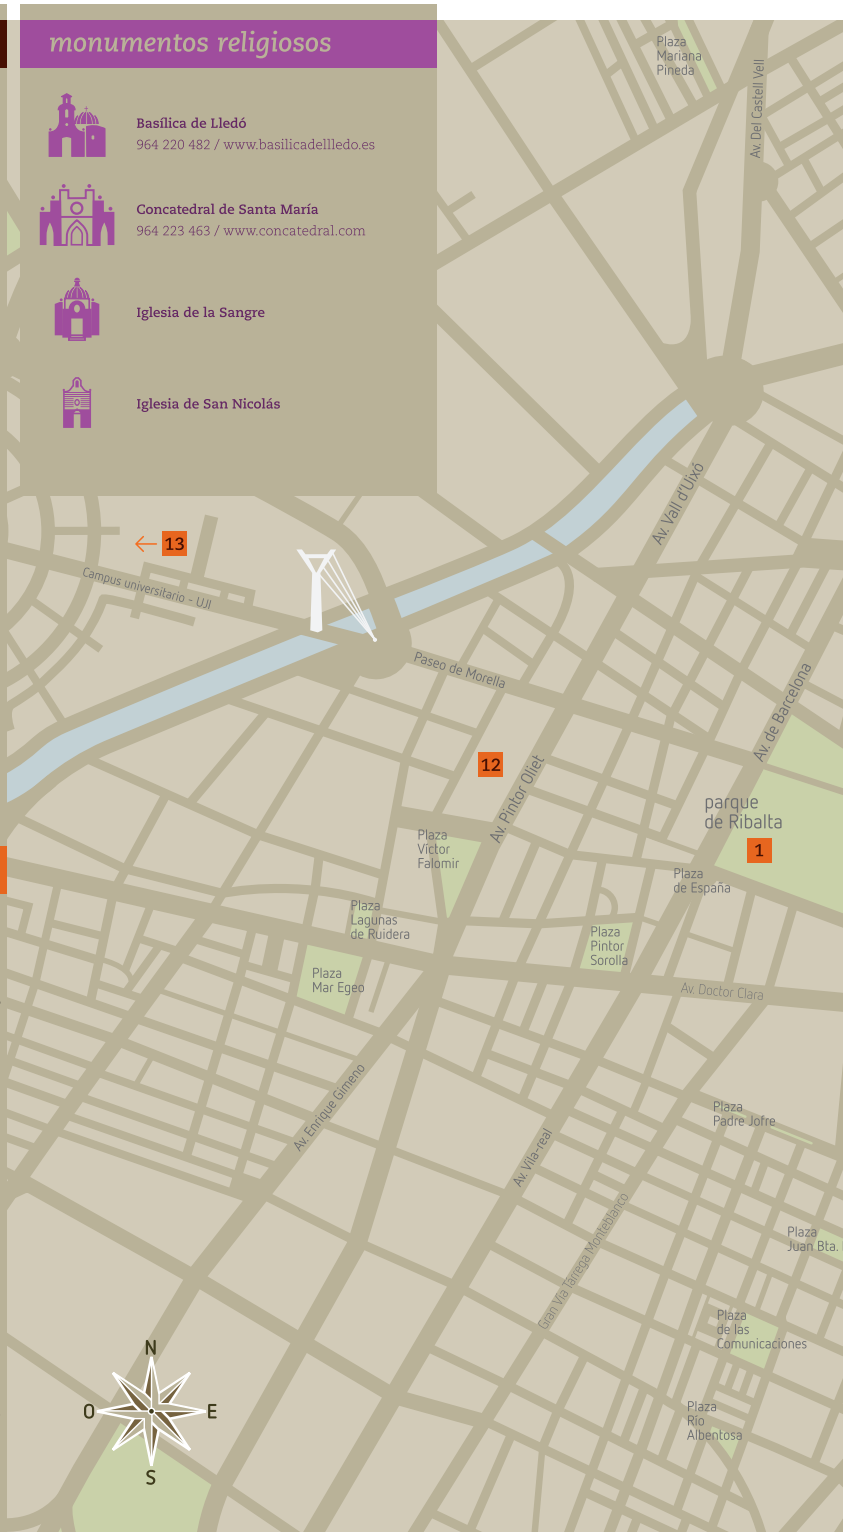 monumentos religiosos
Basílica de Lledó
964 220 482 / www.basilicadellledo.es
Concatedral de Santa María
964 223 463 / www.concatedral.com
Iglesia de la Sangre
Iglesia de San Nicolás
Plaza
Mariana
Pineda
Av. Del Castell Vell
Av. Vall d'Uixó
13
Campus universitario - UJI
Paseo de Morella
Av. de Barcelona
12
Av. Pintor Oliet
parque
de Ribalta
1
Plaza
Víctor
Falomir
Plaza
de España
Plaza
Lagunas
de Ruidera
Plaza
Pintor
Sorolla
Plaza
Mar Egeo
Av. Doctor Clara
Av. Enrique Gimeno
Plaza
Padre Jofre
Av. Vila-real
Gran Vía Tárrega Monteblanco
Plaza
Juan Bta.
Plaza
de las
Comunicaciones
Plaza
Río
Albentosa
N
O
E
S